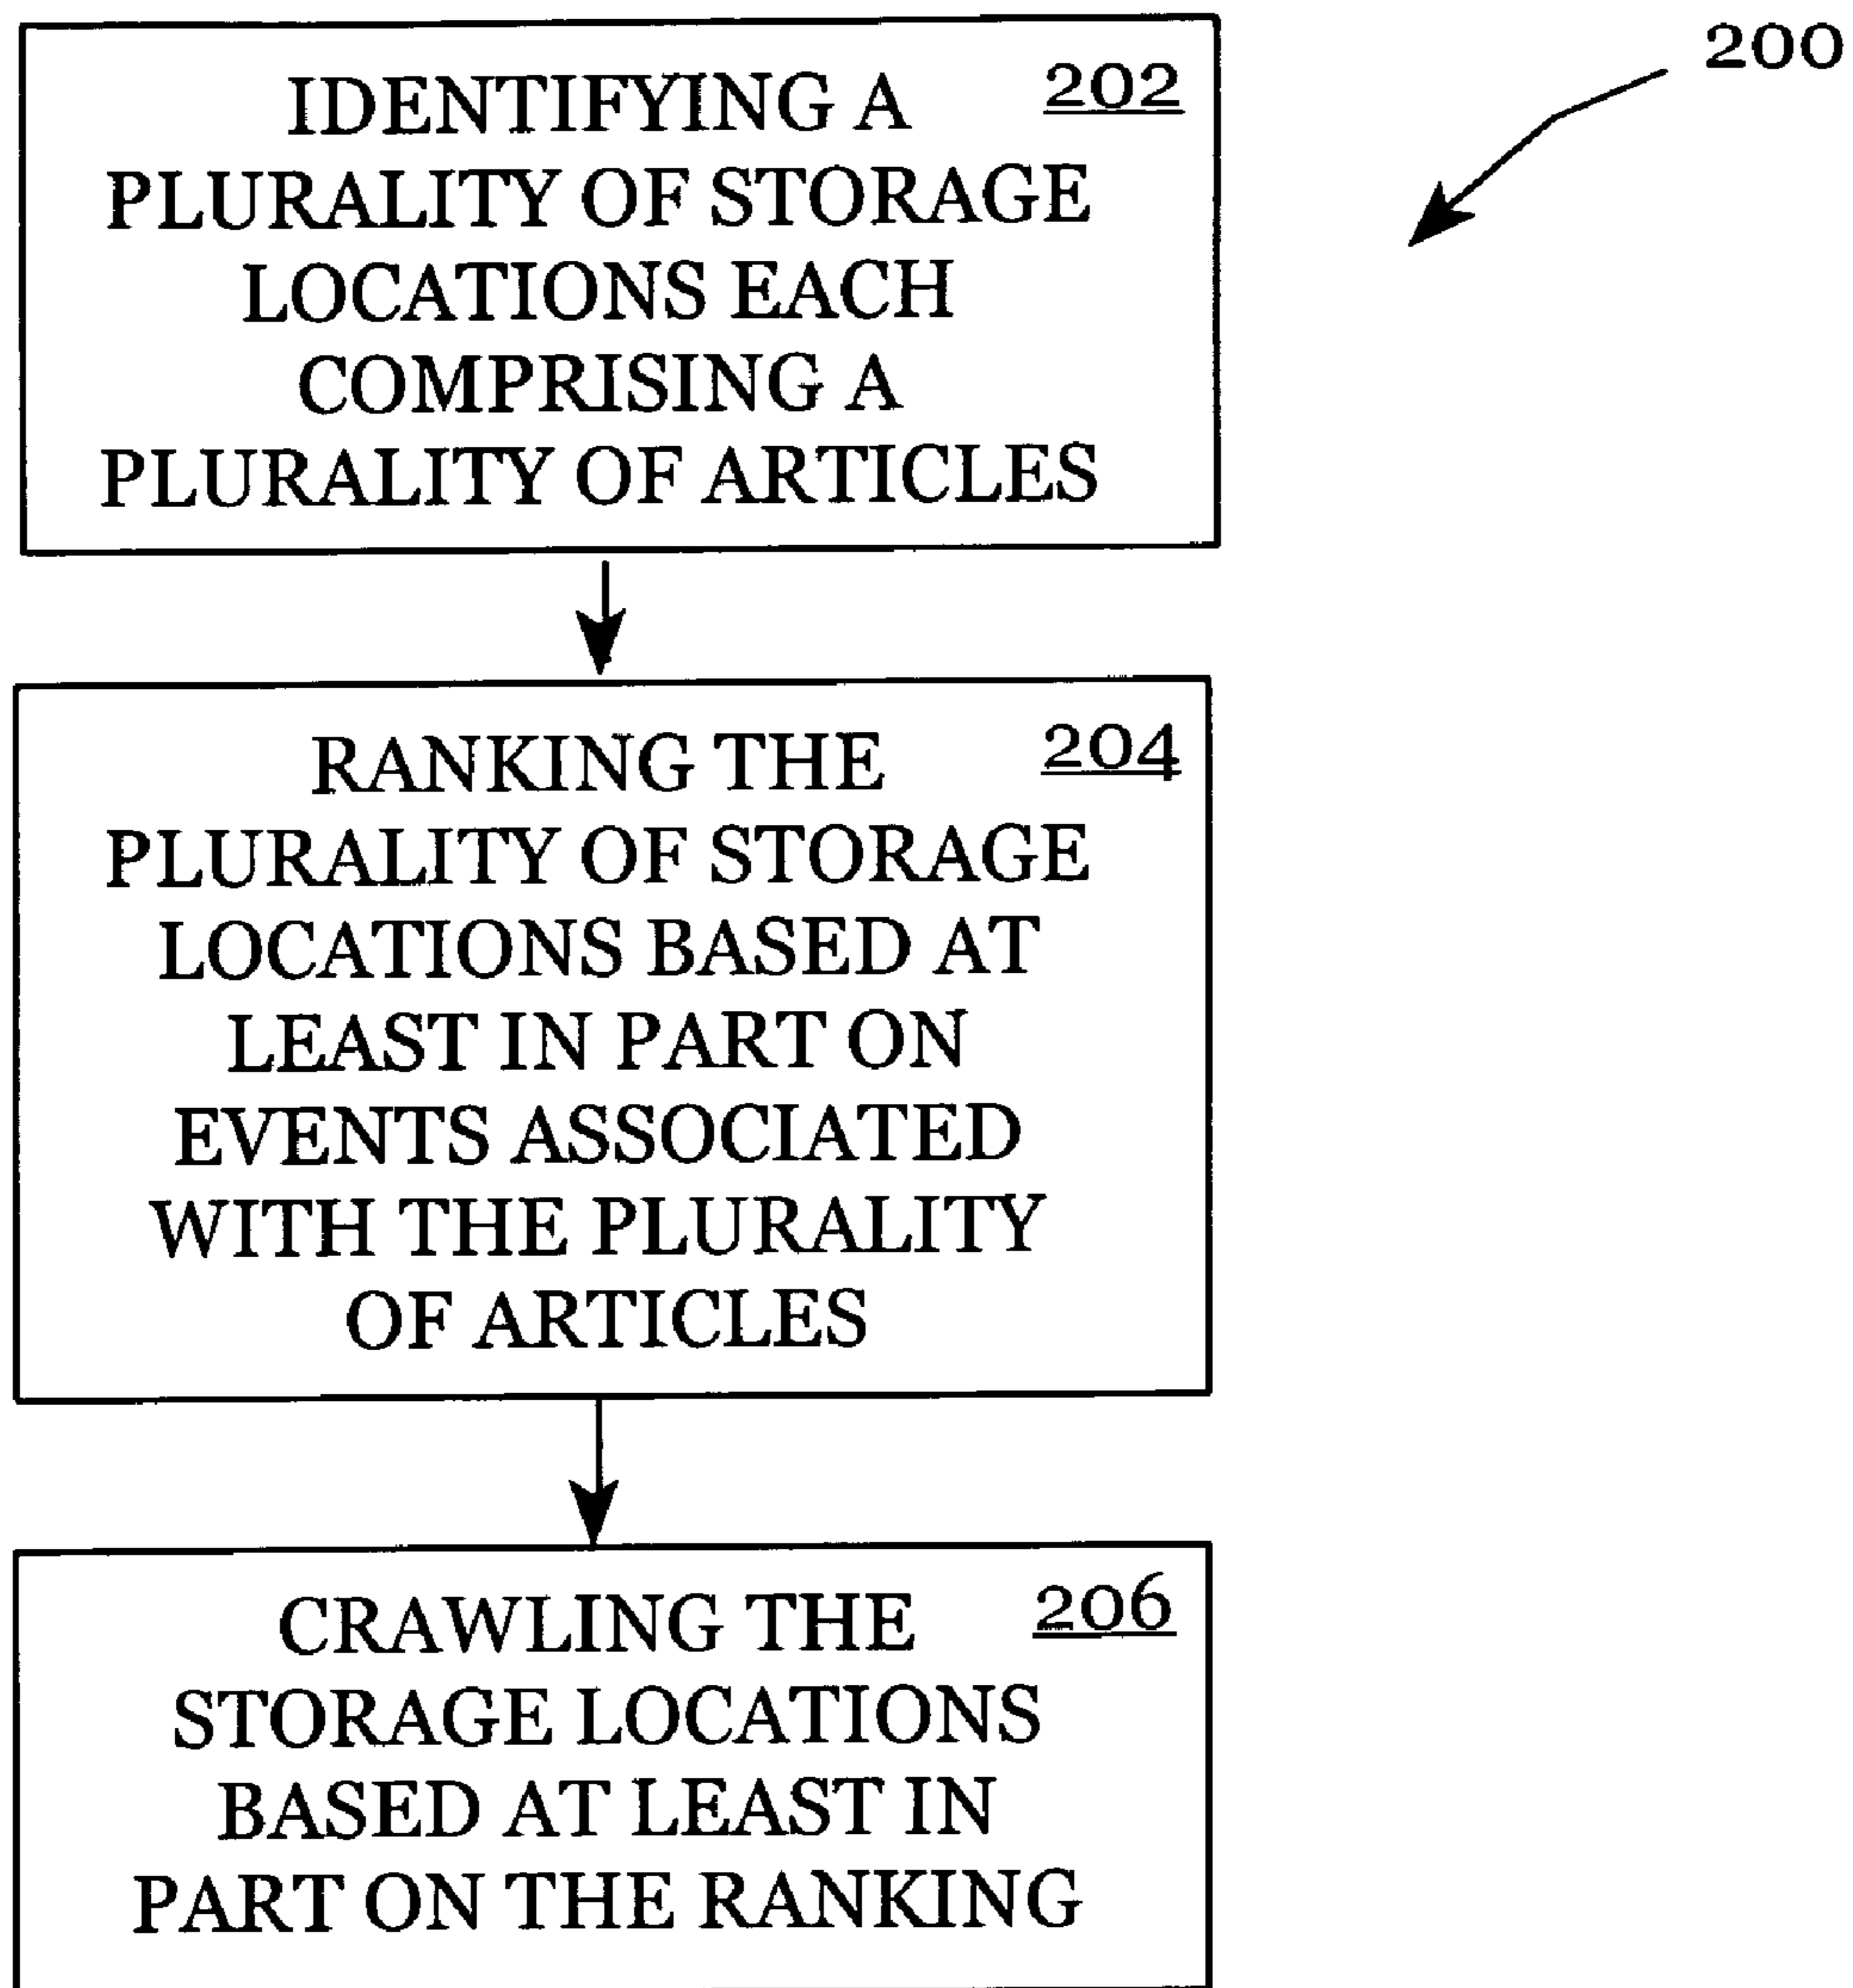 200
IDENTIFYING A 202
PLURALITY OF STORAGE
LOCATIONS EACH
COMPRISING A
PLURALITY OF ARTICLES
RANKING THE 204
PLURALITY OF STORAGE
LOCATIONS BASED AT
LEAST IN PART ON
EVENTS ASSOCIATED
WITH THE PLURALITY
OF ARTICLES
CRAWLING THE 206
STORAGE LOCATIONS
BASED AT LEAST IN
PART ON THE RANKING